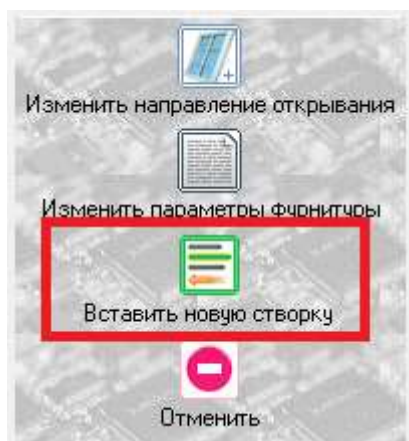 Изменить направление открывания
Изменить параметры фурнитуры
Вставить новую створку
Отменить